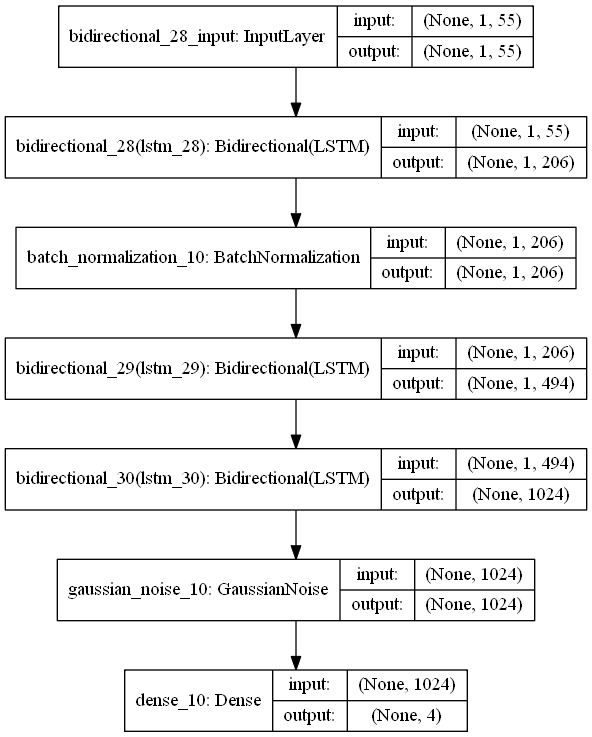 bidirectional_28_input: InputLayer input: (None, 1, 55)
output: (None, 1, 55)
bidirectional_28(lstm_28): Bidirectional(LSTM) input: (None, 1, 55)
output: (None, 1, 206)
batch_normalization_10: BatchNormalization input: (None, 1, 206)
output: (None, 1, 206)
bidirectional_29(lstm_29): Bidirectional(LSTM) input: (None, 1, 206)
output: (None, 1, 494)
bidirectional_30(lstm_30): Bidirectional(LSTM) input: (None, 1, 494)
output: (None, 1024)
gaussian_noise_10: GaussianNoise input: (None, 1024)
output: (None, 1024)
dense_10: Dense input: (None, 1024)
output: (None, 4)